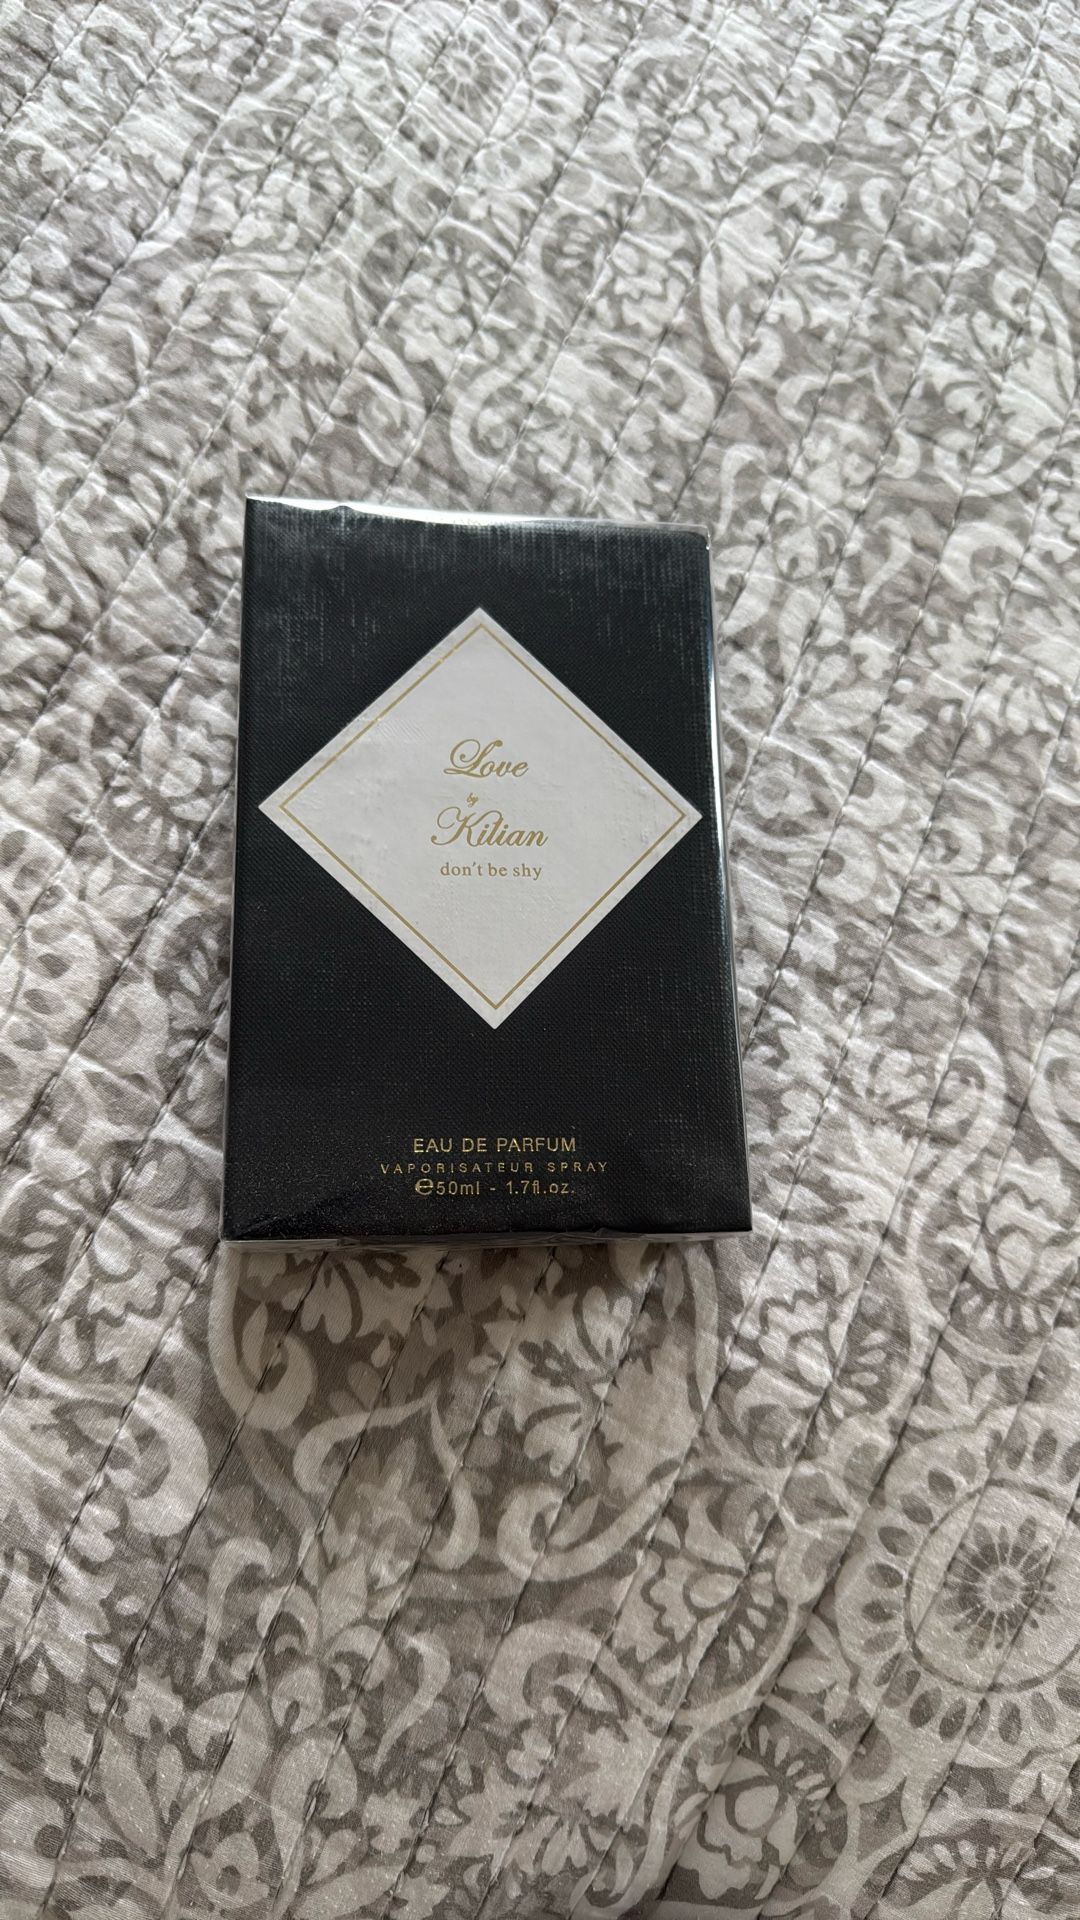 Love
by
Kilian
don't be shy
EAU DE PARFUM
VAPORISATEUR SPRAY
℮50ml - 1.7fl.oz.